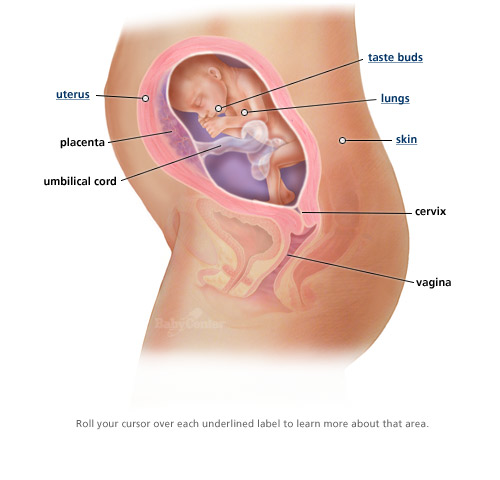 taste buds
uterus
lungs
placenta
skin
umbilical cord
cervix
vagina
BabyCenter
Roll your cursor over each underlined label to learn more about that area.